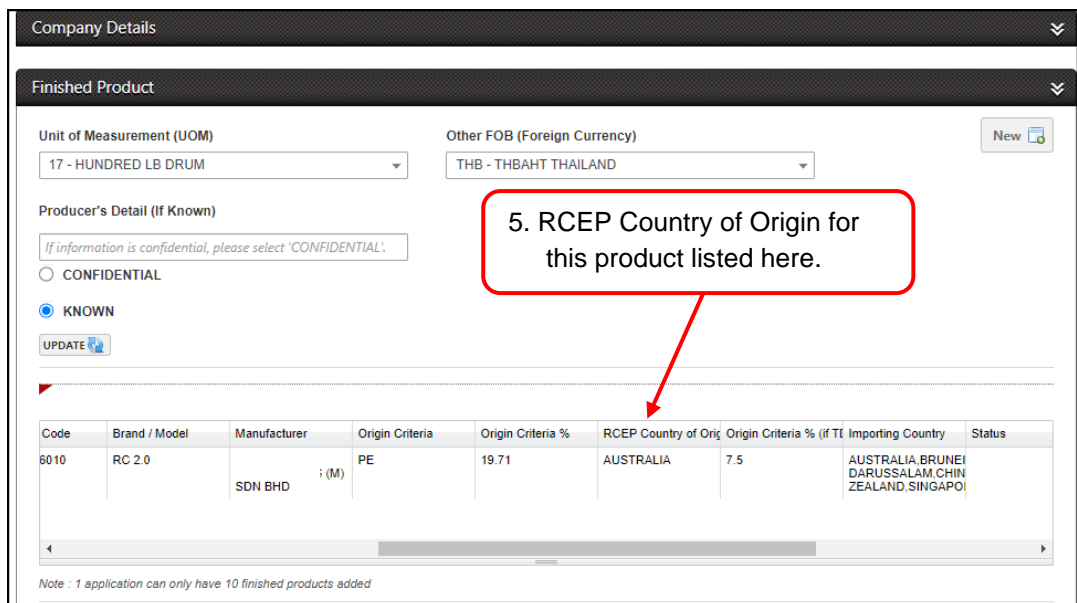 Company Details
Finished Product
Unit of Measurement (UOM)
Other FOB (Foreign Currency)
New
17 - HUNDRED LB DRUM
THB - THBAHT THAILAND
Producer's Detail (If Known)
5. RCEP Country of Origin for
this product listed here.
If information is confidential, please select 'CONFIDENTIAL'.
CONFIDENTIAL
KNOWN
UPDATE
Code Brand / Model Manufacturer Origin Criteria Origin Criteria % RCEP Country of Orig Origin Criteria % (if TI Importing Country Status
6010 RC 2.0 (M) PE 19.71 AUSTRALIA 7.5 AUSTRALIA,BRUNEI
SDN BHD DARUSSALAM,CHIN
ZEALAND,SINGAPO
Note : 1 application can only have 10 finished products added